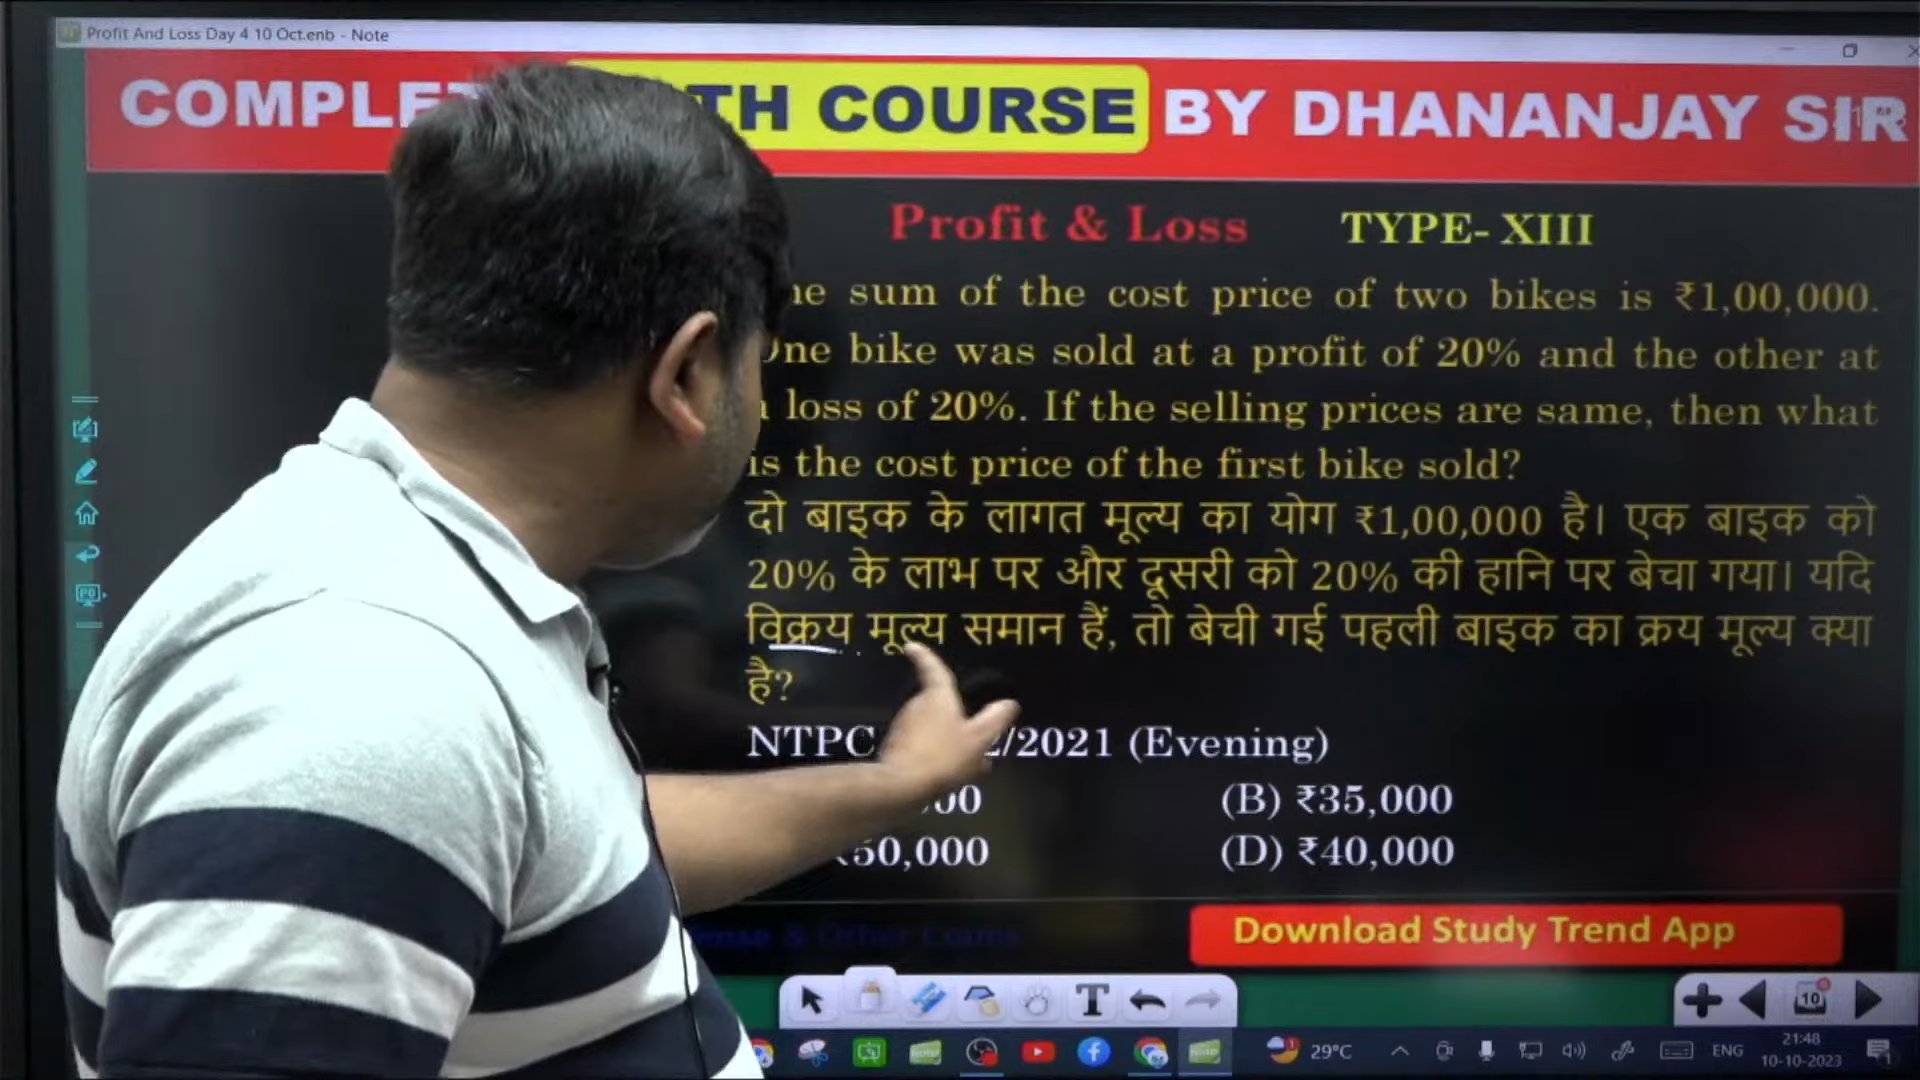 Profit And Loss Day 4 10 Oct.enb - Note
COURSE BY DHANANJAY SIR
Profit & Loss TYPE- XIII
sum of the cost price of two bikes is ₹1,00,000.
bike was sold at a profit of 20% and the other at
loss of 20%. If the selling prices are same, then what
is the cost price of the first bike sold?
दो बाइक के लागत मूल्य का योग ₹1,00,000 है। एक बाइक को
20% के लाभ पर और दूसरी को 20% की हानि पर बेचा गया। यदि
विक्रय मूल्य समान हैं, तो बेची गई पहली बाइक का क्रय मूल्य क्या
है?
NTPC /2021 (Evening)
(B) ₹35,000
₹50,000 (D) ₹40,000
& Other Exams
Download Study Trend App
T
10
29°C
ENG
21:48
10-10-2023